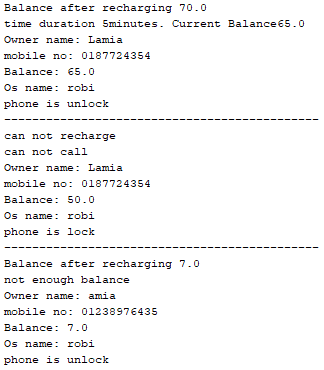 Balance after recharging 70.0
time duration 5minutes. Current Balance65.0
Owner name: Lamia
mobile no: 0187724354
Balance: 65.0
Os name: robi
phone is unlock
---------------------------------------------
can not recharge
can not call
Owner name: Lamia
mobile no: 0187724354
Balance: 50.0
Os name: robi
phone is lock
---------------------------------------------
Balance after recharging 7.0
not enough balance
Owner name: amia
mobile no: 01238976435
Balance: 7.0
Os name: robi
phone is unlock